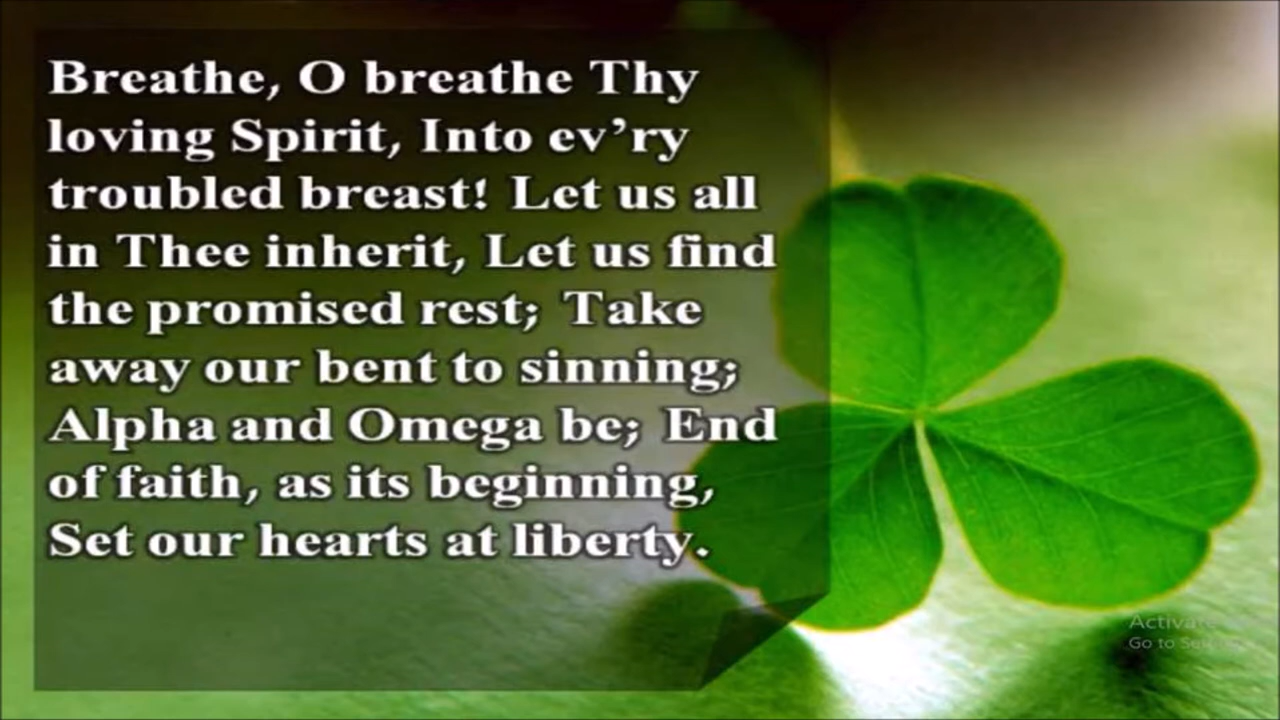 Breathe, O breathe Thy
loving Spirit, Into ev’ry
troubled breast! Let us all
in Thee inherit, Let us find
the promised rest; Take
away our bent to sinning;
Alpha and Omega be; End
of faith, as its beginning,
Set our hearts at liberty.
Activate
Go to